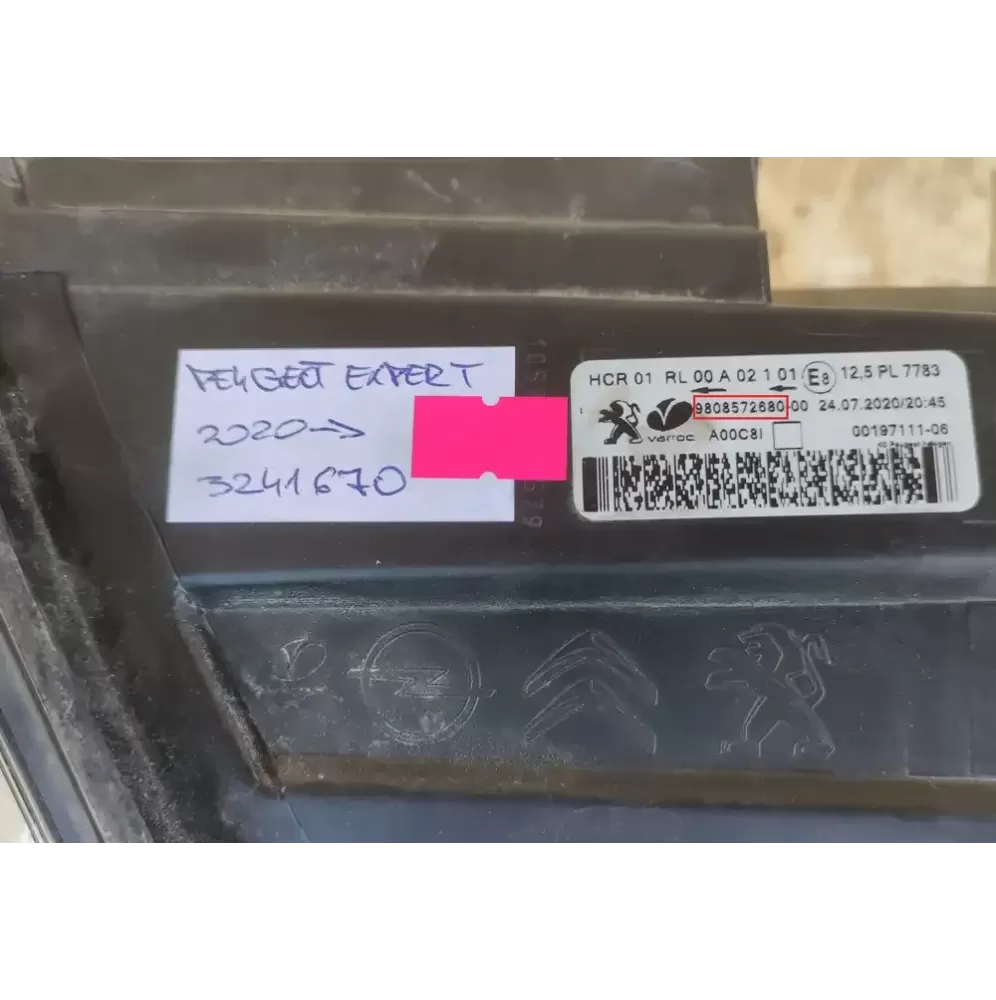 PEUGEOT EXPERT
2020→
3241670
HCR 01 RL 00 A 02 1 01 E8 12,5 PL 7783
9808572680-00 24.07.2020/20:45
varroc A00C8I 00197111-06